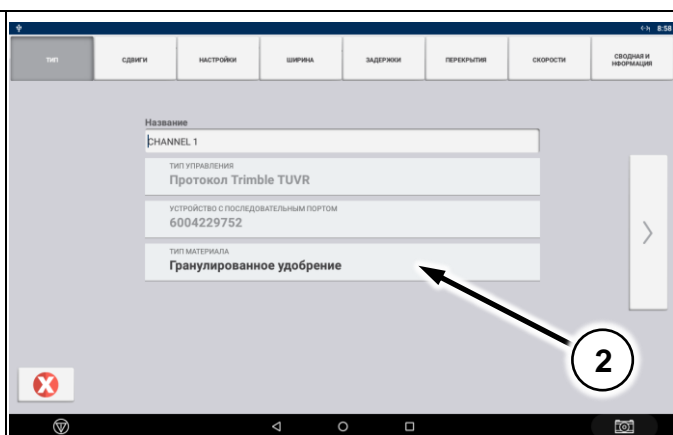 8:58
ТИП
СДВИГИ
НАСТРОЙКИ
ШИРИНА
ЗАДЕРЖКИ
ПЕРЕКРЫТИЯ
СКОРОСТИ
СВОДНАЯ И
НФОРМАЦИЯ
Название
CHANNEL 1
ТИП УПРАВЛЕНИЯ
Протокол Trimble TUVR
УСТРОЙСТВО С ПОСЛЕДОВАТЕЛЬНЫМ ПОРТОМ
6004229752
ТИП МАТЕРИАЛА
Гранулированное удобрение
2